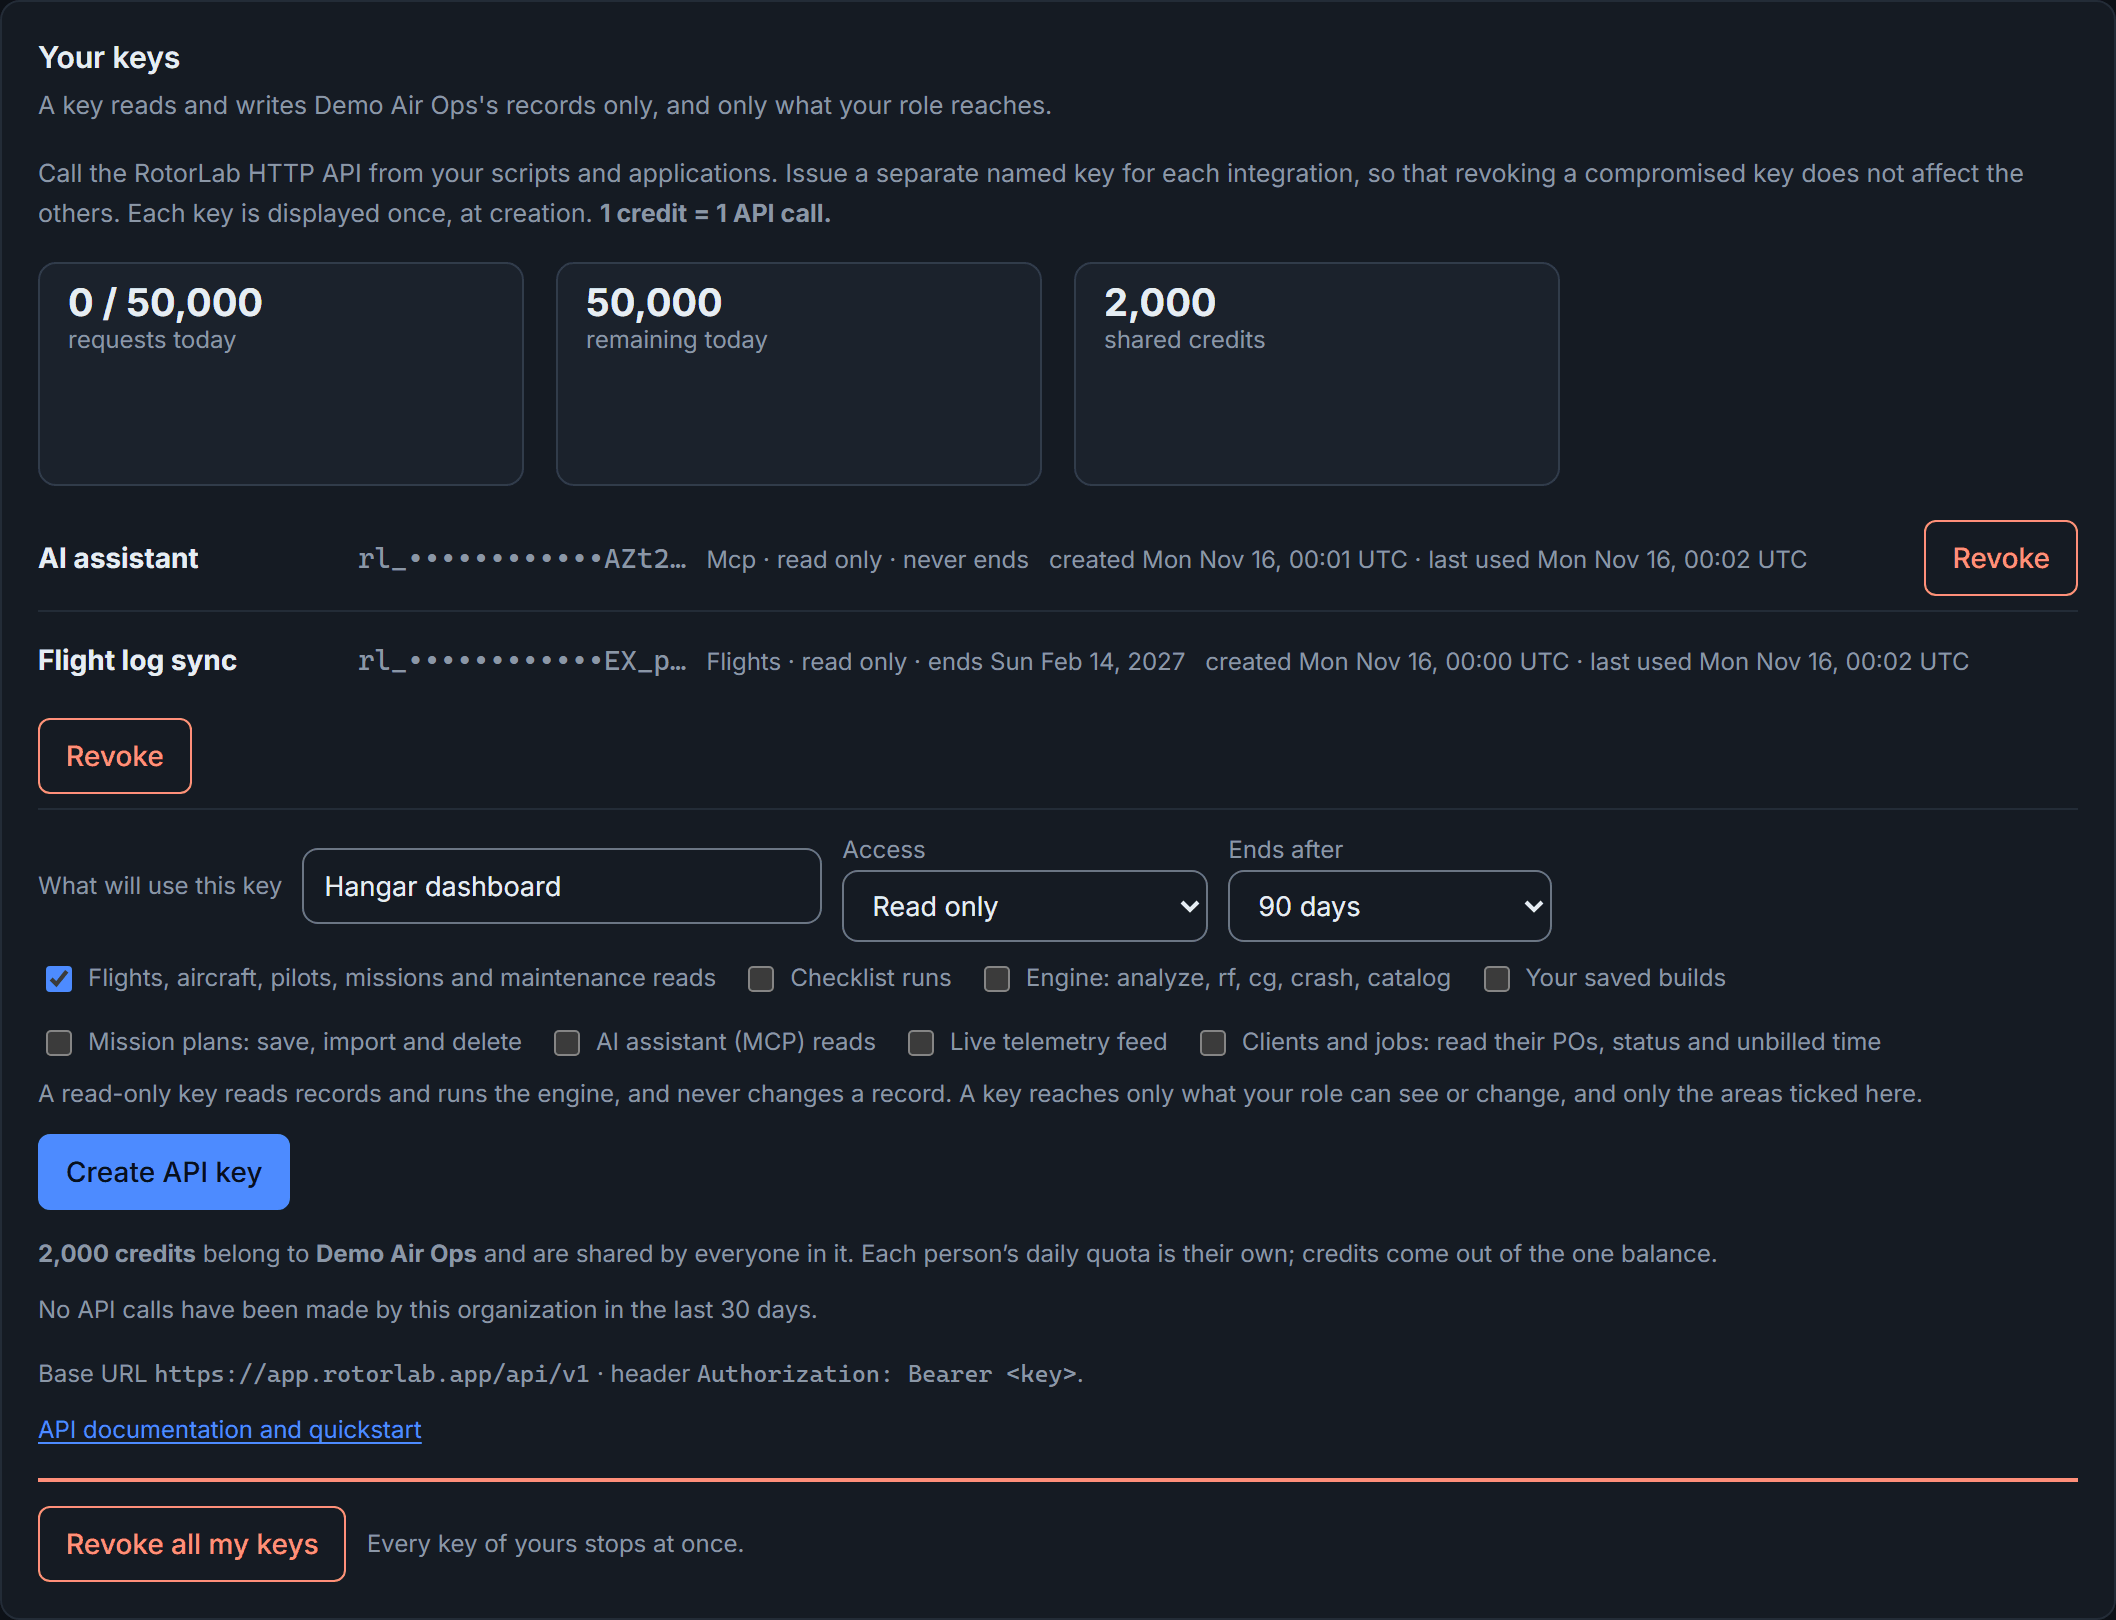 Your keys
A key reads and writes Demo Air Ops's records only, and only what your role reaches.
Call the RotorLab HTTP API from your scripts and applications. Issue a separate named key for each integration, so that revoking a compromised key does not affect the
others. Each key is displayed once, at creation. 1 credit = 1 API call.
0 / 50,000
requests today
50,000
remaining today
2,000
shared credits
AI assistant rl_••••••••••••AZt2… Mcp · read only · never ends created Mon Nov 16, 00:01 UTC · last used Mon Nov 16, 00:02 UTC Revoke
Flight log sync rl_••••••••••••EX_p… Flights · read only · ends Sun Feb 14, 2027 created Mon Nov 16, 00:00 UTC · last used Mon Nov 16, 00:02 UTC
Revoke
Access Ends after
What will use this key Hangar dashboard Read only 90 days
Flights, aircraft, pilots, missions and maintenance reads Checklist runs Engine: analyze, rf, cg, crash, catalog Your saved builds
Mission plans: save, import and delete AI assistant (MCP) reads Live telemetry feed Clients and jobs: read their POs, status and unbilled time
A read-only key reads records and runs the engine, and never changes a record. A key reaches only what your role can see or change, and only the areas ticked here.
Create API key
2,000 credits belong to Demo Air Ops and are shared by everyone in it. Each person’s daily quota is their own; credits come out of the one balance.
No API calls have been made by this organization in the last 30 days.
Base URL https://app.rotorlab.app/api/v1 · header Authorization: Bearer <key>.
API documentation and quickstart
Revoke all my keys Every key of yours stops at once.